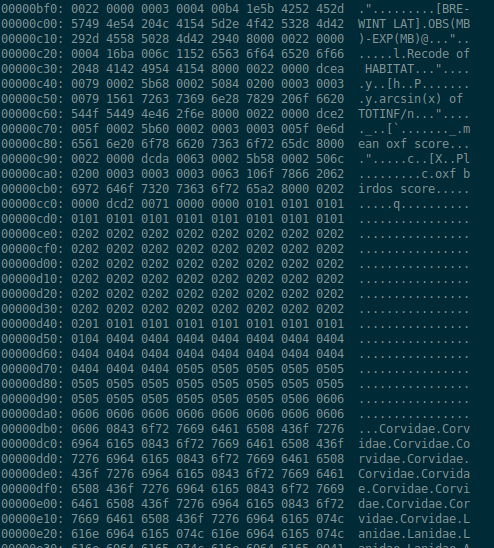 00000bf0: 0022 0000 0003 0004 00b4 1e5b 4252 452d  .".........[BRE-
00000c00: 5749 4e54 204c 4154 5d2e 4f42 5328 4d42  WINT LAT].OBS(MB
00000c10: 292d 4558 5028 4d42 2940 8000 0022 0000  )-EXP(MB)@..."..
00000c20: 0004 16ba 006c 1152 6563 6f64 6520 6f66  .....l.Recode of
00000c30: 2048 4142 4954 4154 8000 0022 0000 dcea   HABITAT..."....
00000c40: 0079 0002 5b68 0002 5084 0200 0003 0003  .y..[h..P.......
00000c50: 0079 1561 7263 7369 6e28 7829 206f 6620  .y.arcsin(x) of 
00000c60: 544f 5449 4e46 2f6e 8000 0022 0000 dce2  TOTINF/n..."....
00000c70: 005f 0002 5b60 0002 0003 0003 005f 0e6d  ._..[`......._.m
00000c80: 6561 6e20 6f78 6620 7363 6f72 65dc 8000  ean oxf score...
00000c90: 0022 0000 dcda 0063 0003 0002 5b58 0002 506c  .".....c..[X..Pl
00000ca0: 0200 0003 0003 0063 106f 7866 2062  .......c.oxf b
00000cb0: 6972 646f 7320 7363 6f72 65a2 8000 0202  irdos score.....
00000cc0: 0000 dcd2 0071 0000 0000 0101 0101 0101  .....q..........
00000cd0: 0101 0101 0101 0101 0101 0101 0101 0101  ................
00000ce0: 0202 0202 0202 0202 0202 0202 0202 0202  ................
00000cf0: 0202 0202 0202 0202 0202 0202 0202 0202  ................
00000d00: 0202 0202 0202 0202 0202 0202 0202 0202  ................
00000d10: 0202 0202 0202 0202 0202 0202 0202 0202  ................
00000d20: 0202 0202 0202 0202 0202 0202 0202 0202  ................
00000d30: 0202 0202 0202 0202 0202 0202 0202 0202  ................
00000d40: 0201 0101 0101 0101 0101 0101 0101 0101  ................
00000d50: 0104 0404 0404 0404 0404 0404 0404 0404  ................
00000d60: 0404 0404 0404 0404 0404 0404 0404 0404  ................
00000d70: 0404 0404 0404 0505 0505 0505 0505 0505  ................
00000d80: 0505 0505 0505 0505 0505 0505 0505 0505  ................
00000d90: 0505 0505 0505 0505 0505 0505 0505 0606  ................
00000da0: 0606 0606 0606 0606 0606 0606 0606 0606  ................
00000db0: 0606 0843 6f72 7669 6461 6508 436f 7276  ...Corvidae.Corv
00000dc0: 6964 6165 0843 6f72 7669 6461 6508 436f  idae.Corvidae.Co
00000dd0: 7276 6964 6165 0843 6f72 7669 6461 6508  rvidae.Corvidae.
00000de0: 436f 7276 6964 6165 0843 6f72 7669 6461  Corvidae.Corvida
00000df0: 6508 436f 7276 6964 6165 0843 6f72 7669  e.Corvidae.Corvi
00000e00: 6461 6508 436f 7276 6964 6165 0843 6f72  dae.Corvidae.Cor
00000e10: 7669 6461 6508 436f 7276 6964 6165 074c  vidae.Corvidae.L
00000e20: 616e 6964 6165 074c 616e 6964 6165 074c  anidae.Lanidae.L